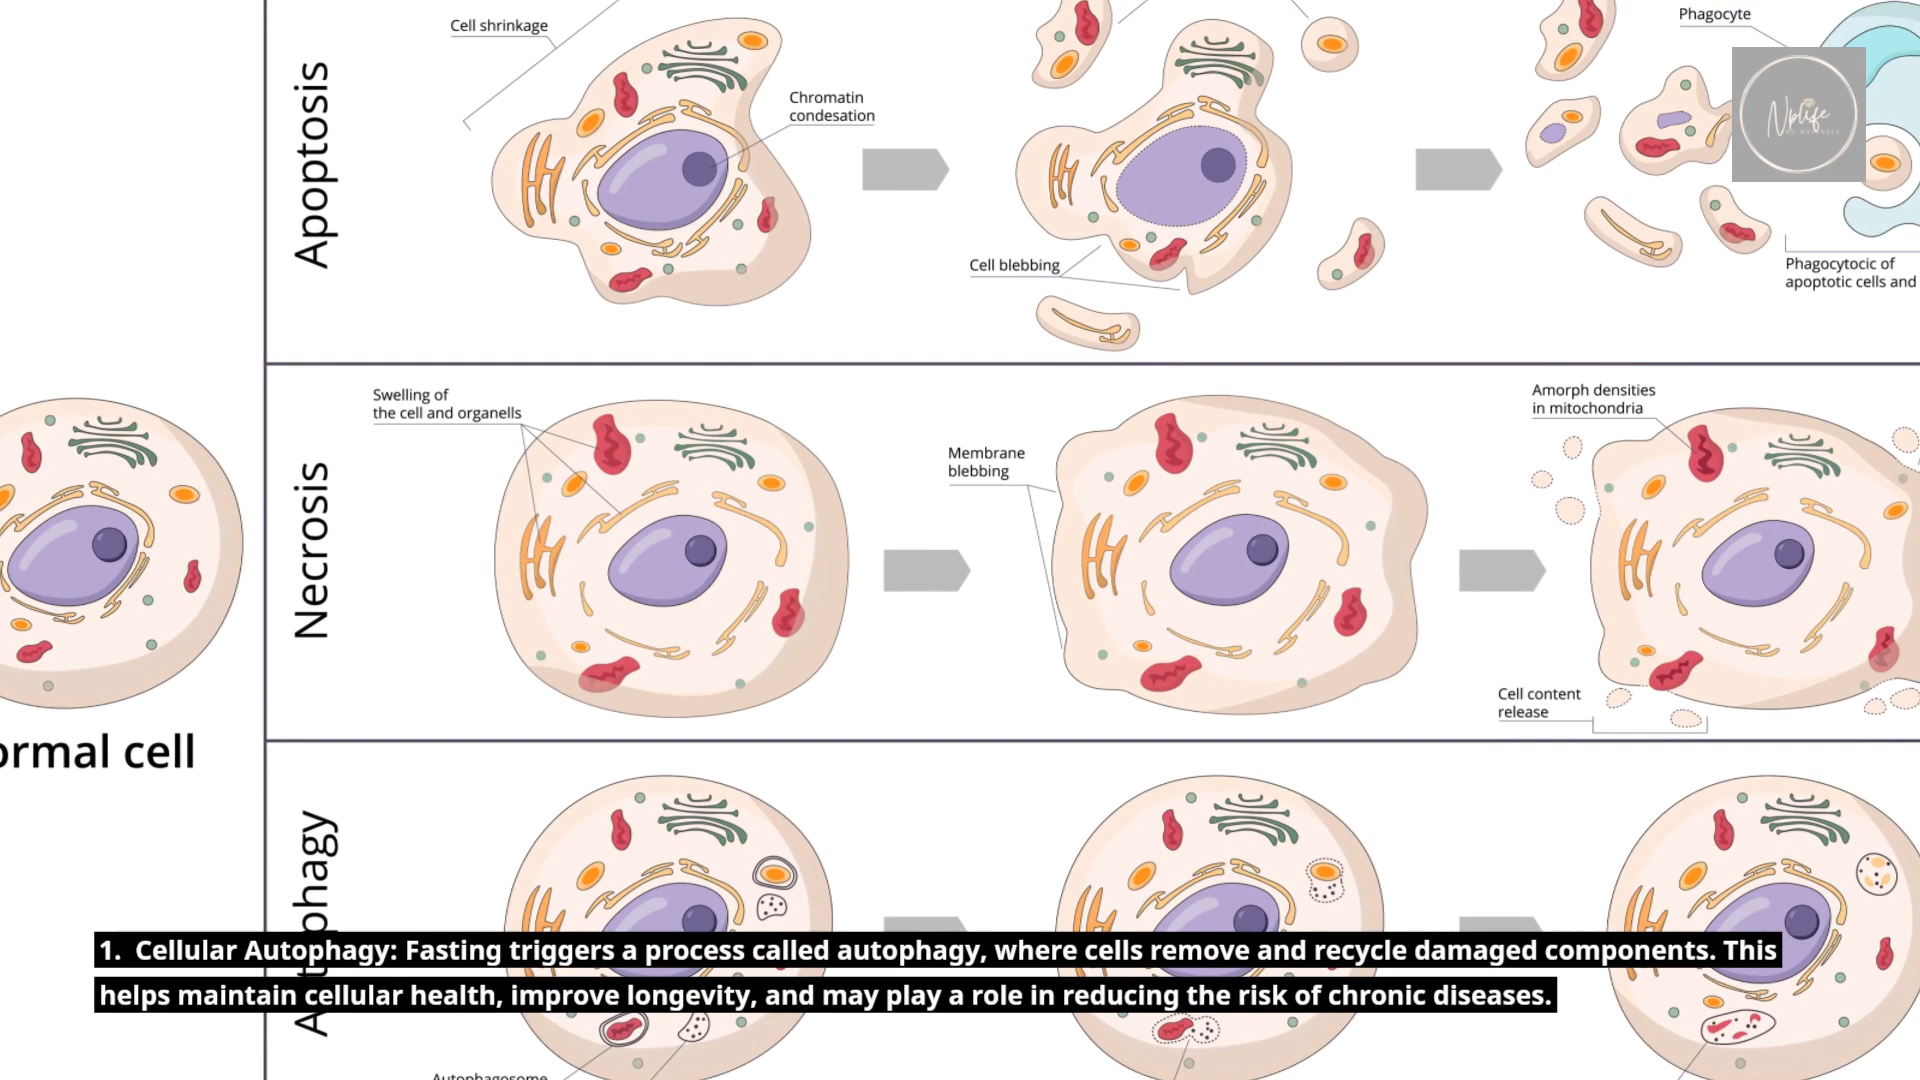 Cell shrinkage
Apoptosis
Chromatin
condesation
Cell blebbing
Phagocyte
Nplife
Phagocytocic of
apoptotic cells and
Necrosis
Swelling of
the cell and organells
Membrane
blebbing
Amorph densities
in mitochondria
Cell content
release
ormal cell
1. Cellular Autophagy: Fasting triggers a process called autophagy, where cells remove and recycle damaged components. This
helps maintain cellular health, improve longevity, and may play a role in reducing the risk of chronic diseases.
Autophagosome